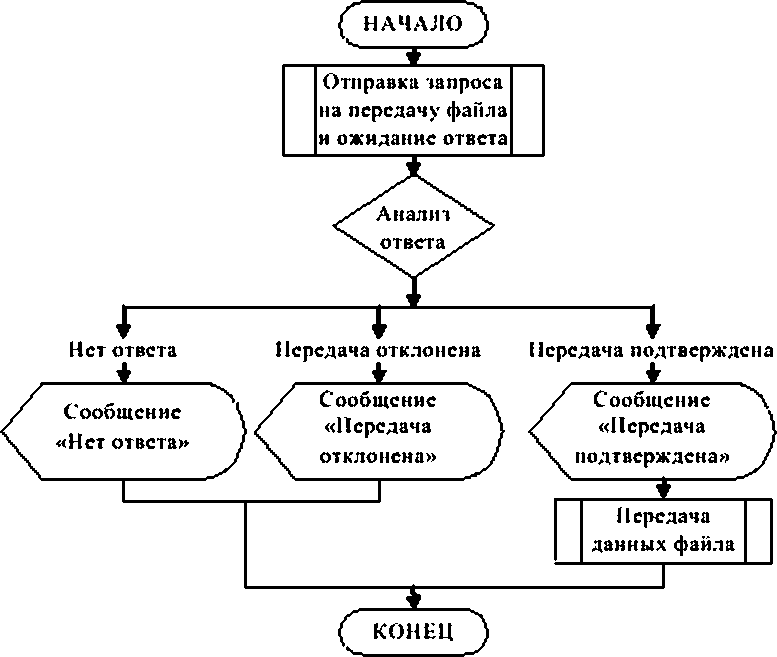 НАЧАЛО
Отправка запроса
на передачу файла
и ожидание ответа
Анализ
ответа
Нет ответа
Передача отклонена
Передача подтверждена
Сообщение
«Нет ответа»
Сообщение
«Передача
отклонена»
Сообщение
«Передача
подтверждена»
Передача
данных файла
КОНЕЦ